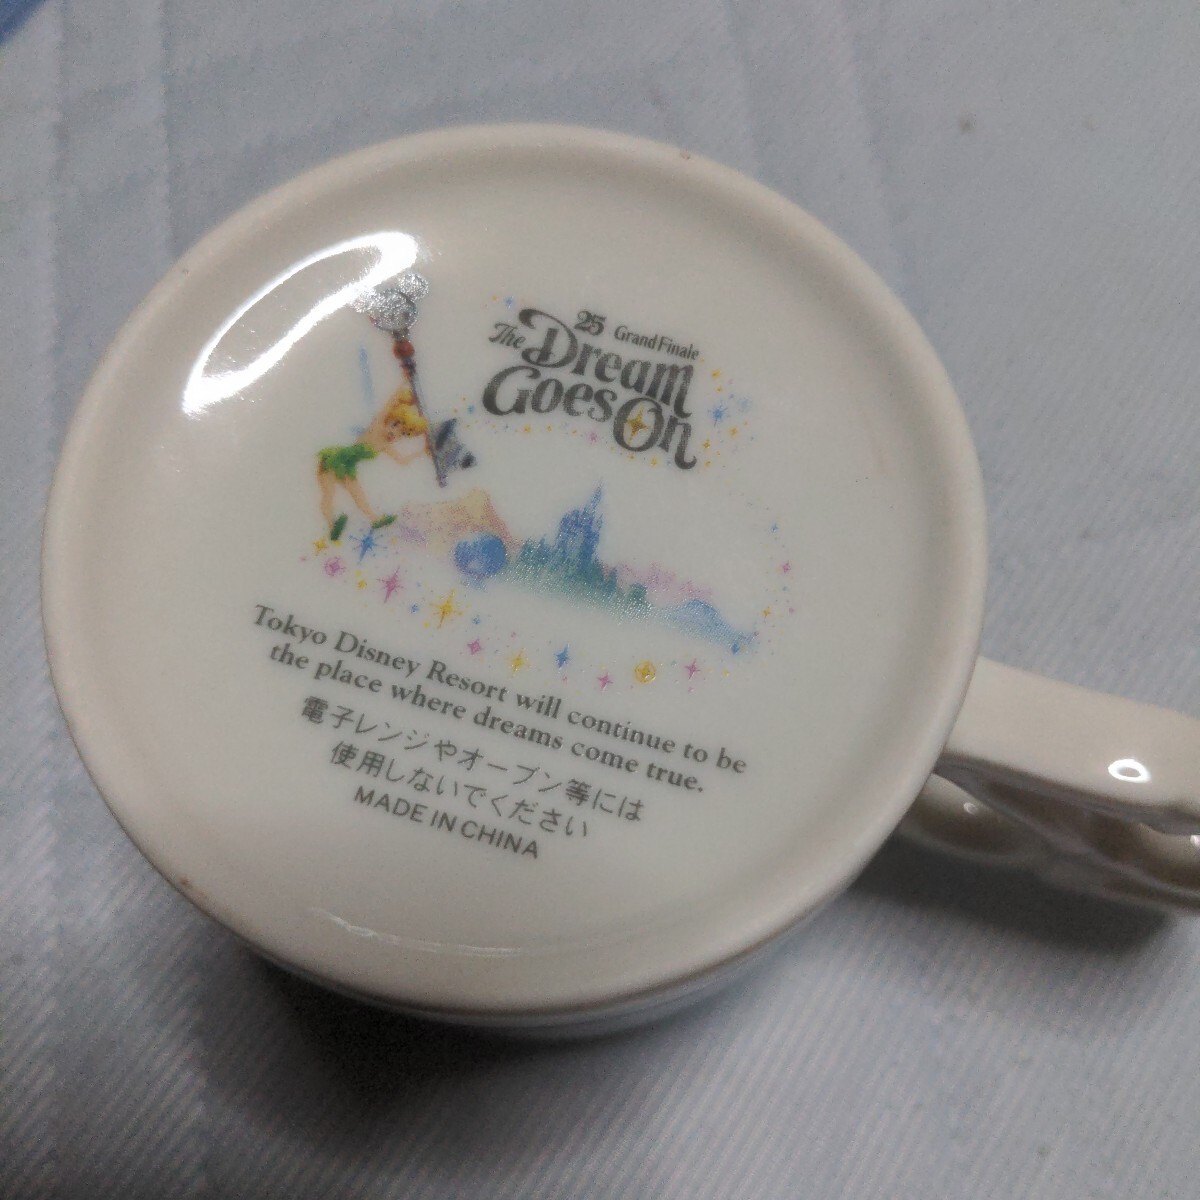 25 Grand Finale
The Dream
Goes On
Tokyo Disney Resort will continue to be
the place where dreams come true.
電子レンジやオーブン等には
使用しないでください
MADE IN CHINA